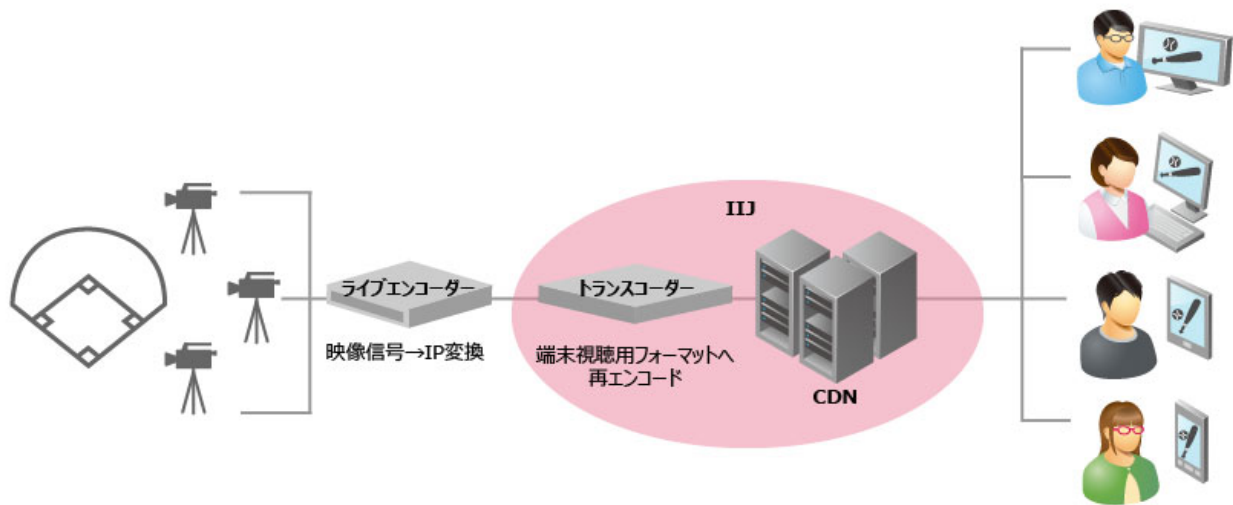 IIJ
ライブエンコーダー
トランスコーダー
映像信号→IP変換
端末視聴用フォーマットへ
再エンコード
CDN